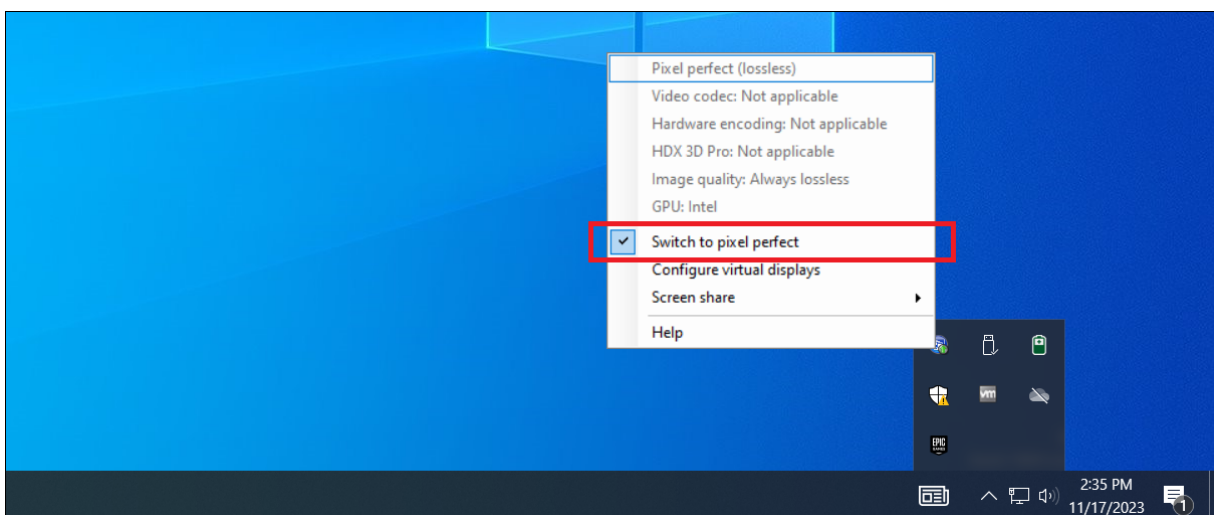 Pixel perfect (lossless)
Video codec: Not applicable
Hardware encoding: Not applicable
HDX 3D Pro: Not applicable
Image quality: Always lossless
GPU: Intel
Switch to pixel perfect
Configure virtual displays
Screen share
Help
vm
EPIC
GAMES
2:35 PM
11/17/2023
1